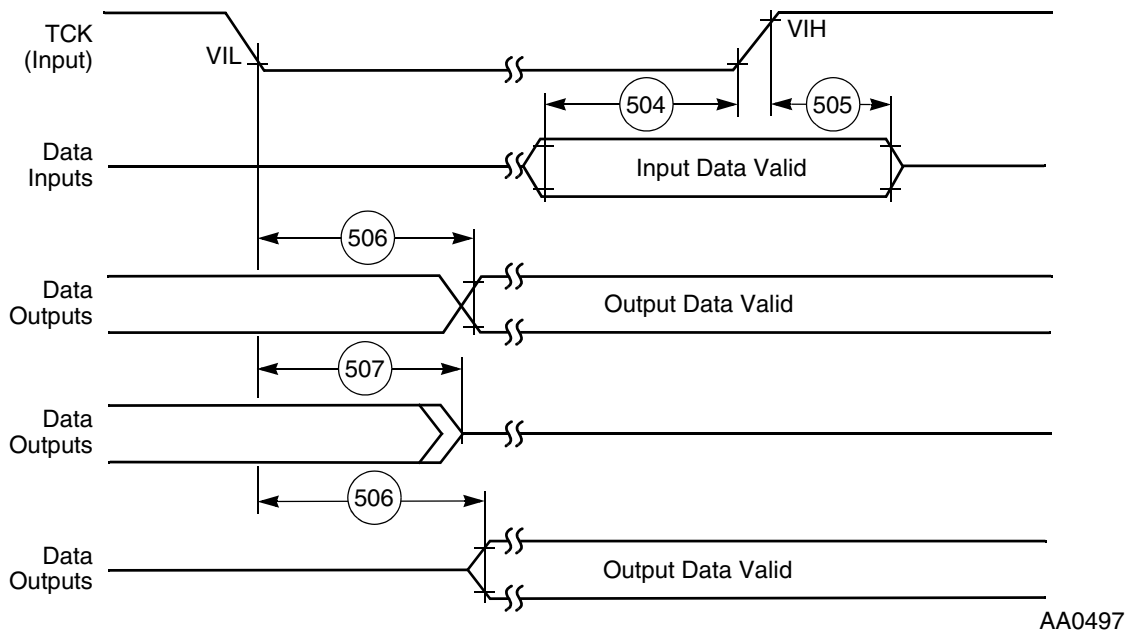 TCK
(Input)
VIL
VIH
504
505
Data
Inputs
Input Data Valid
506
Data
Outputs
Output Data Valid
507
Data
Outputs
506
Data
Outputs
Output Data Valid
AA0497